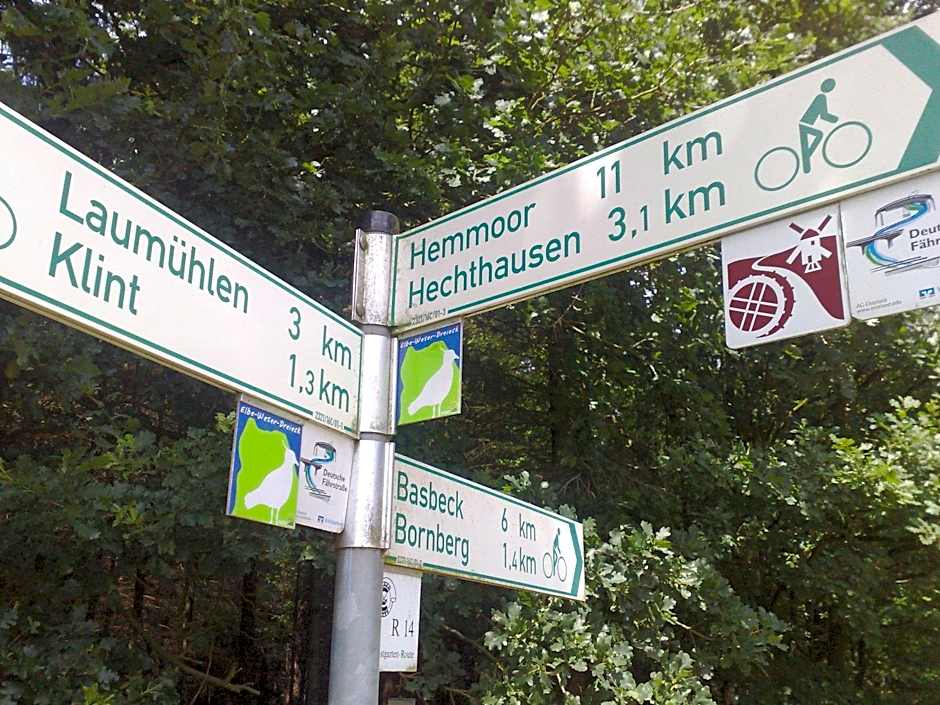 Laumühlen 3 km
Klint 1,3 km
Hemmoor 11 km
Hechthausen 3,1 km
Elbe-Weser-Dreieck
Deutsche
Fährstraße
Elbe-Weser-Dreieck
Deutsche
Basbeck 6 km
Bornberg 1,4 km
R 14